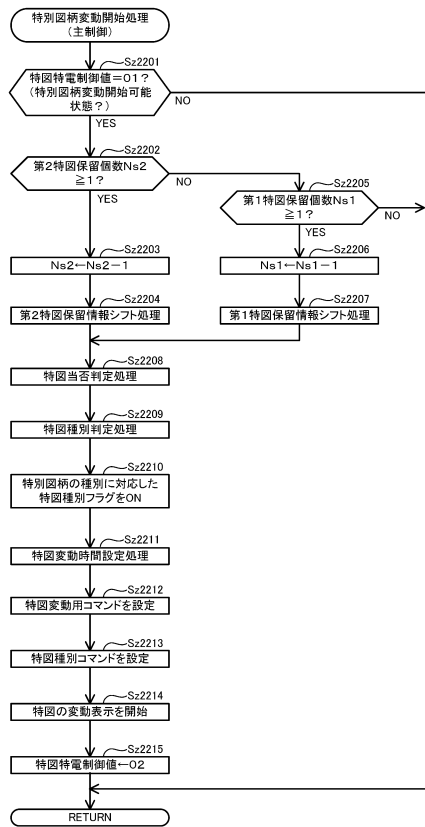 特別図柄変動開始処理
（主制御）
Sz2201
特図特電制御値＝01？
（特別図柄変動開始可能
状態？）
NO
YES
Sz2202
第2特図保留個数Ns2
≧1？
NO
YES
Sz2205
第1特図保留個数Ns1
≧1？
NO
YES
Sz2203
Ns2←Ns2−1
Sz2206
Ns1←Ns1−1
Sz2204
第2特図保留情報シフト処理
Sz2207
第1特図保留情報シフト処理
Sz2208
特図当否判定処理
Sz2209
特図種別判定処理
Sz2210
特別図柄の種別に対応した
特図種別フラグをON
Sz2211
特図変動時間設定処理
Sz2212
特図変動用コマンドを設定
Sz2213
特図種別コマンドを設定
Sz2214
特図の変動表示を開始
Sz2215
特図特電制御値←02
RETURN